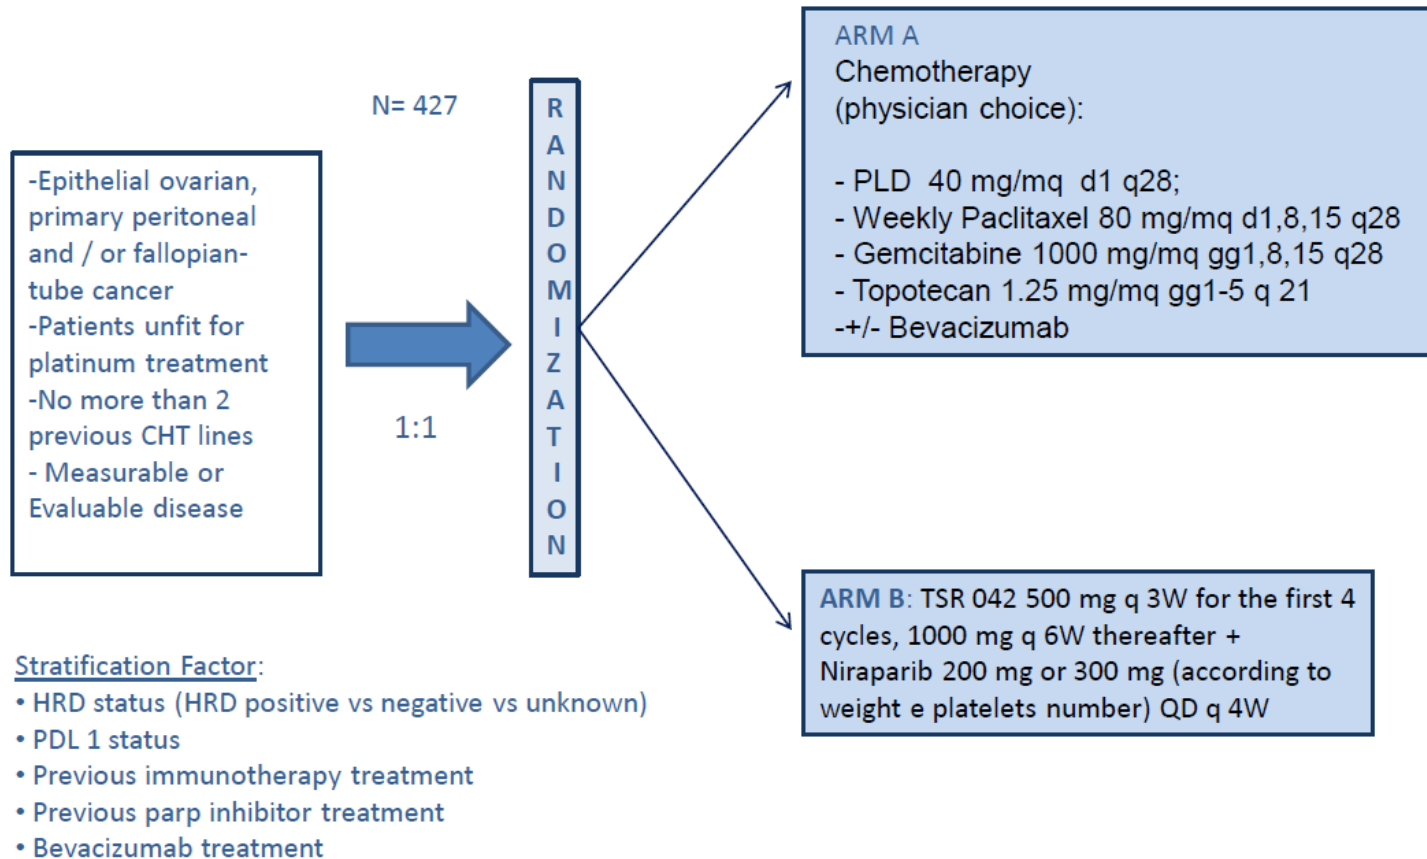 -Epithelial ovarian,
primary peritoneal
and / or fallopian-
tube cancer
-Patients unfit for
platinum treatment
-No more than 2
previous CHT lines
- Measurable or
Evaluable disease
N= 427
1:1
R
A
N
D
O
M
I
Z
A
T
I
O
N
ARM A
Chemotherapy
(physician choice):
- PLD 40 mg/mq d1 q28;
- Weekly Paclitaxel 80 mg/mq d1,8,15 q28
- Gemcitabine 1000 mg/mq gg1,8,15 q28
- Topotecan 1.25 mg/mq gg1-5 q 21
-+/- Bevacizumab
ARM B: TSR 042 500 mg q 3W for the first 4
cycles, 1000 mg q 6W thereafter +
Niraparib 200 mg or 300 mg (according to
weight e platelets number) QD q 4W
Stratification Factor:
• HRD status (HRD positive vs negative vs unknown)
• PDL 1 status
• Previous immunotherapy treatment
• Previous parp inhibitor treatment
• Bevacizumab treatment